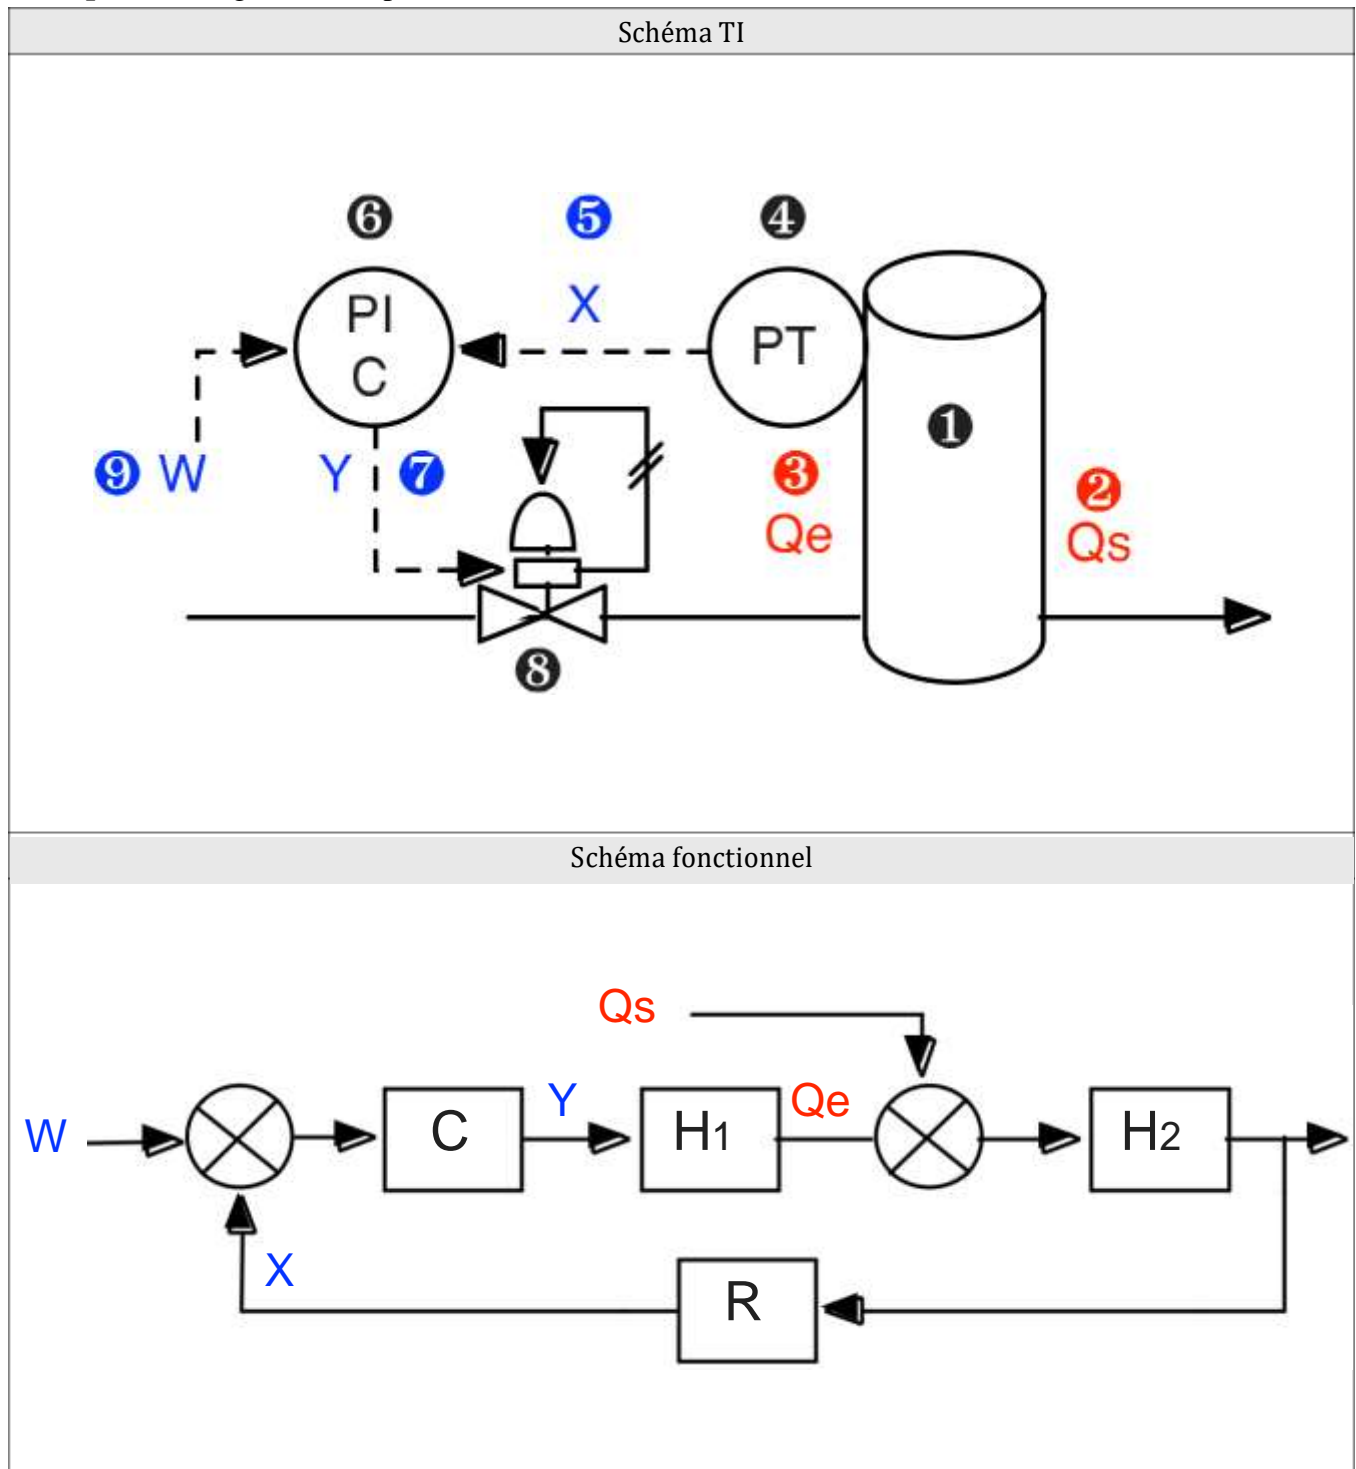 Schéma TI
❻ ❺ ❹
PI
C
X
PT
❶
❾ W
Y ❼
❸
Qe
❷
Qs
❽
Schéma fonctionnel
Qs
W
C
Y
H1
Qe
H2
X
R